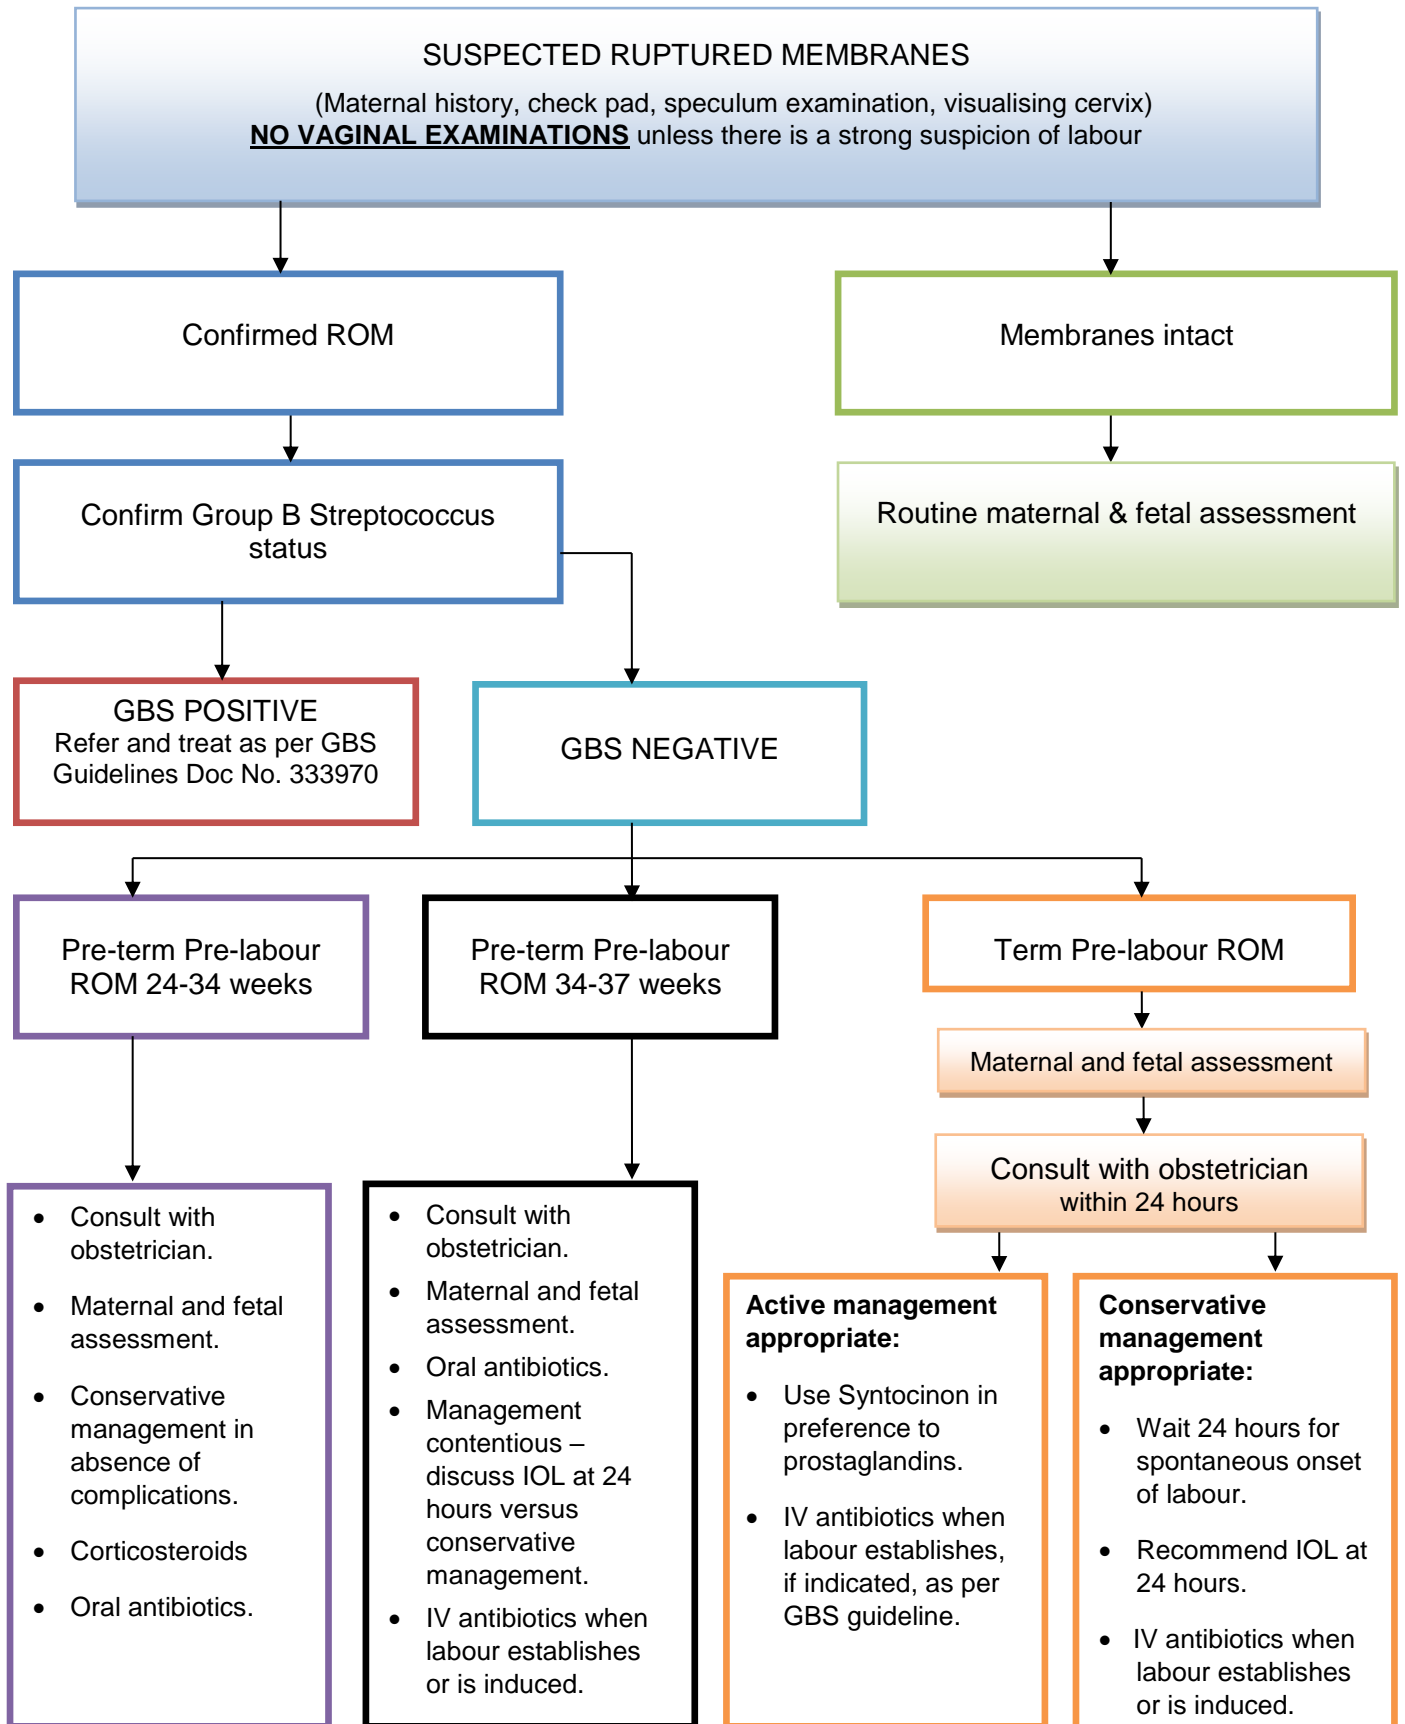 SUSPECTED RUPTURED MEMBRANES
(Maternal history, check pad, speculum examination, visualising cervix)
NO VAGINAL EXAMINATIONS unless there is a strong suspicion of labour
Confirmed ROM
Membranes intact
Confirm Group B Streptococcus
status
Routine maternal & fetal assessment
GBS POSITIVE
Refer and treat as per GBS
Guidelines Doc No. 333970
GBS NEGATIVE
Pre-term Pre-labour
ROM 24-34 weeks
Pre-term Pre-labour
ROM 34-37 weeks
Term Pre-labour ROM
Maternal and fetal assessment
Consult with obstetrician
within 24 hours
• Consult with
obstetrician.
• Maternal and fetal
assessment.
• Conservative
management in
absence of
complications.
• Corticosteroids
• Oral antibiotics.
• Consult with
obstetrician.
• Maternal and fetal
assessment.
• Oral antibiotics.
• Management
contentious –
discuss IOL at 24
hours versus
conservative
management.
• IV antibiotics when
labour establishes
or is induced.
Active management
appropriate:
• Use Syntocinon in
preference to
prostaglandins.
• IV antibiotics when
labour establishes,
if indicated, as per
GBS guideline.
Conservative
management
appropriate:
• Wait 24 hours for
spontaneous onset
of labour.
• Recommend IOL at
24 hours.
• IV antibiotics when
labour establishes
or is induced.